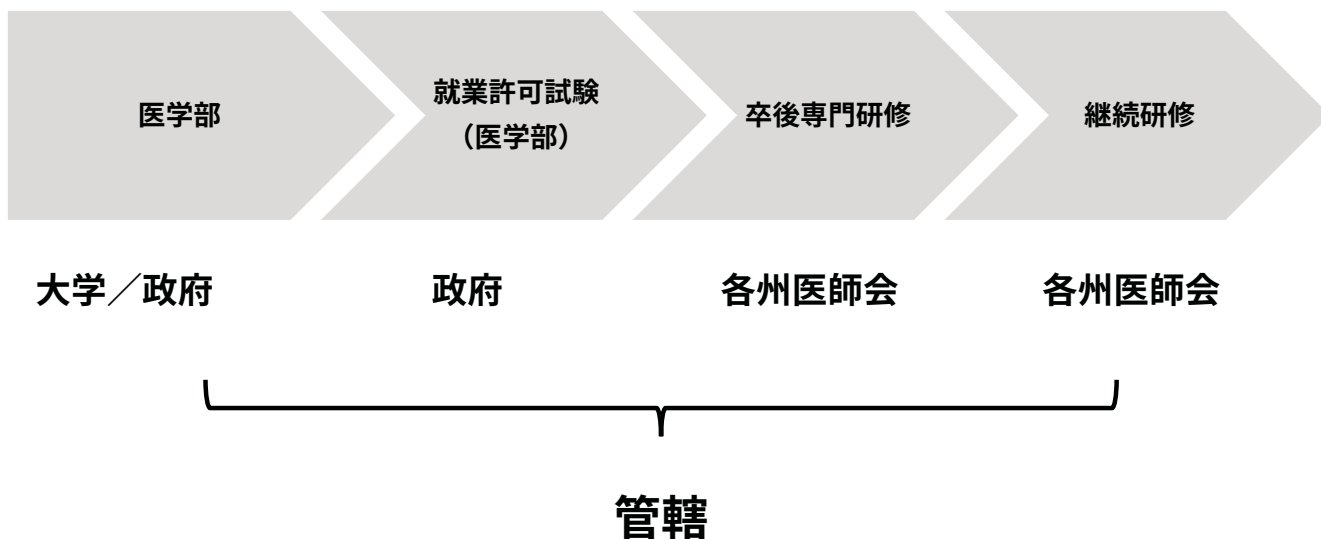 医学部
就業許可試験
（医学部）
卒後専門研修
継続研修
大学／政府
政府
各州医師会
各州医師会
管轄